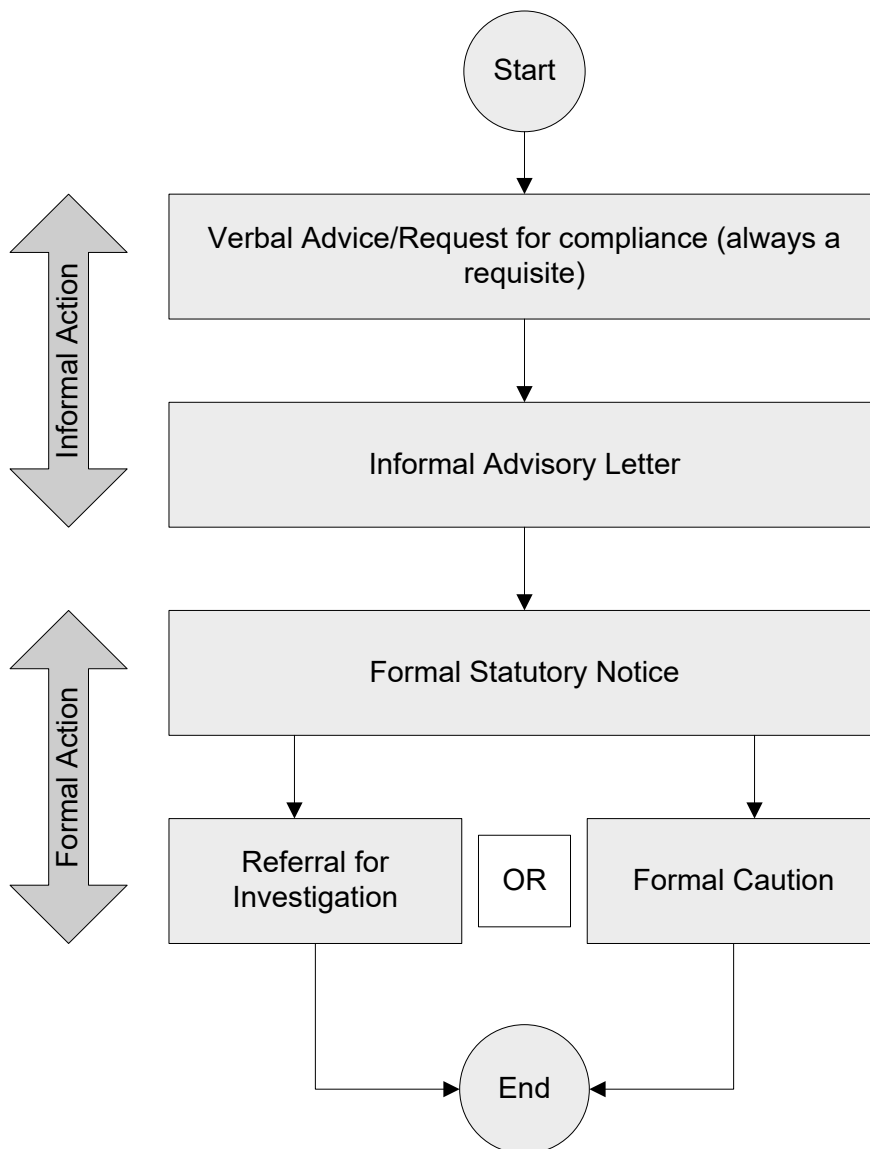 Start
Verbal Advice/Request for compliance (always a
requisite)
Informal Action
Informal Advisory Letter
Formal Statutory Notice
Formal Action
Referral for
Investigation
OR
Formal Caution
End